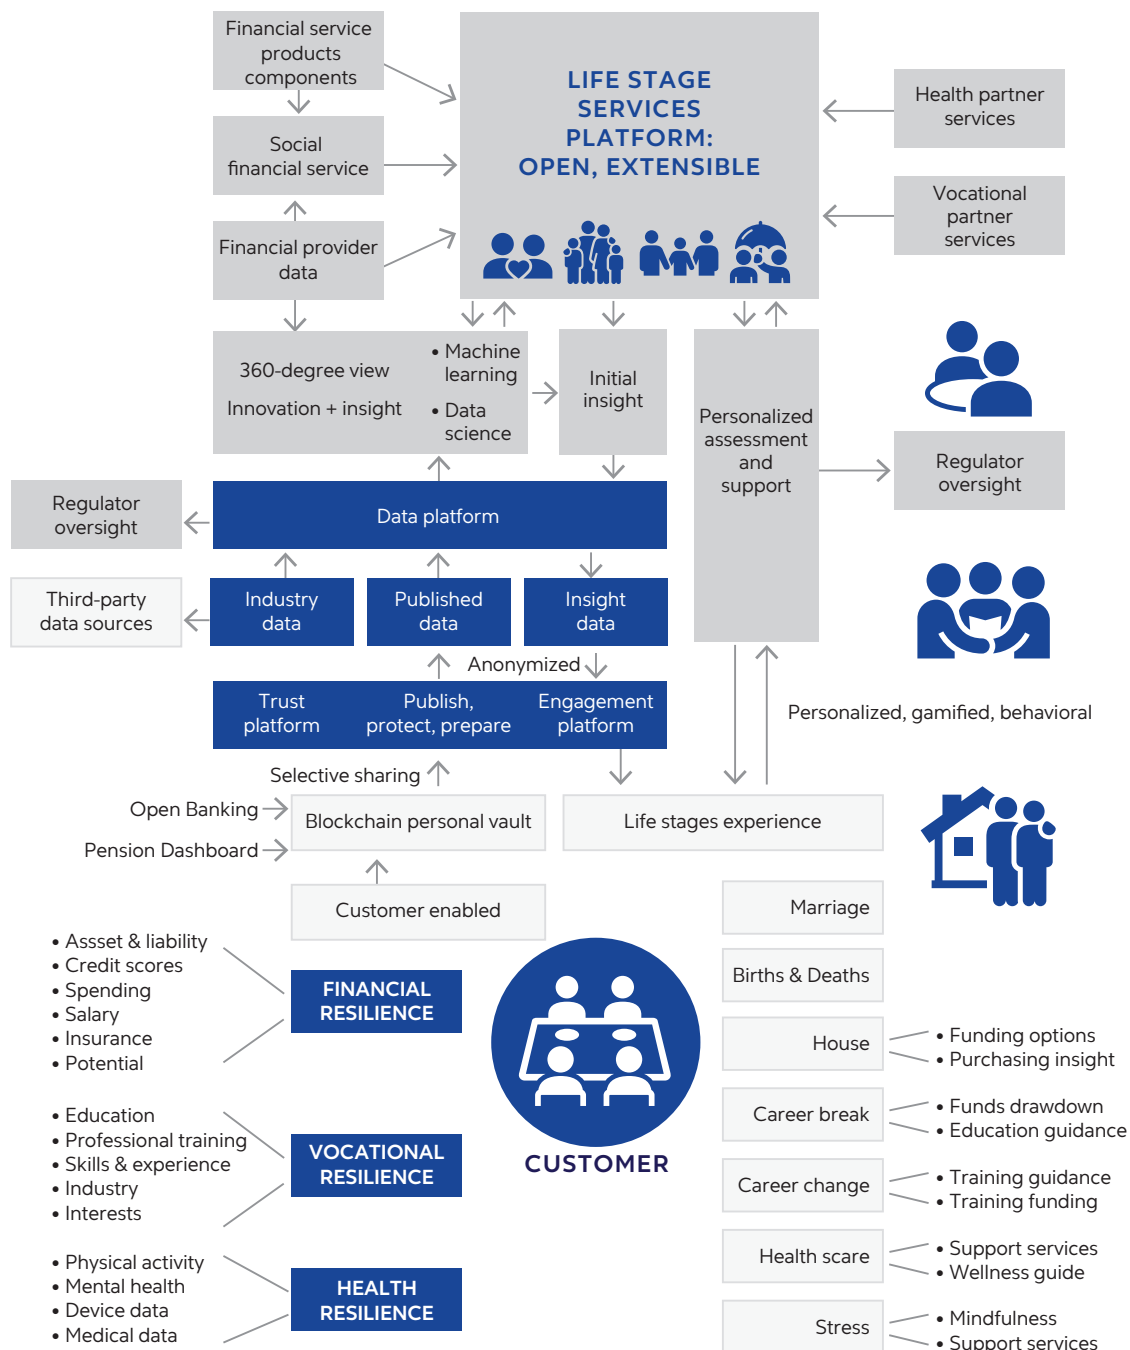 Financial service
products
components
LIFE STAGE
SERVICES
PLATFORM:
OPEN, EXTENSIBLE
Health partner
services
Social
financial service
Vocational
partner
services
Financial provider
data
360-degree view
Innovation + insight
• Machine
learning
• Data
science
Initial
insight
Personalized
assessment
and
support
Regulator
oversight
Regulator
oversight
Data platform
Third-party
data sources
Industry
data
Published
data
Insight
data
Anonymized
Trust
platform
Publish,
protect, prepare
Engagement
platform
Personalized, gamified, behavioral
Selective sharing
Open Banking
Pension Dashboard
Blockchain personal vault
Life stages experience
Customer enabled
• Assset & liability
• Credit scores
• Spending
• Salary
• Insurance
• Potential
FINANCIAL
RESILIENCE
• Education
• Professional training
• Skills & experience
• Industry
• Interests
VOCATIONAL
RESILIENCE
• Physical activity
• Mental health
• Device data
• Medical data
HEALTH
RESILIENCE
CUSTOMER
Marriage
Births & Deaths
House
• Funding options
• Purchasing insight
Career break
• Funds drawdown
• Education guidance
Career change
• Training guidance
• Training funding
Health scare
• Support services
• Wellness guide
Stress
• Mindfulness
• Support services